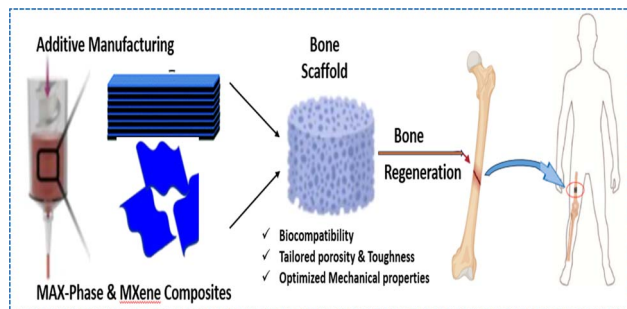 Additive Manufacturing
Bone
Scaffold
Bone
Regeneration
✓ Biocompatibility
✓ Tailored porosity & Toughness
✓ Optimized Mechanical properties
MAX-Phase & MXene Composites